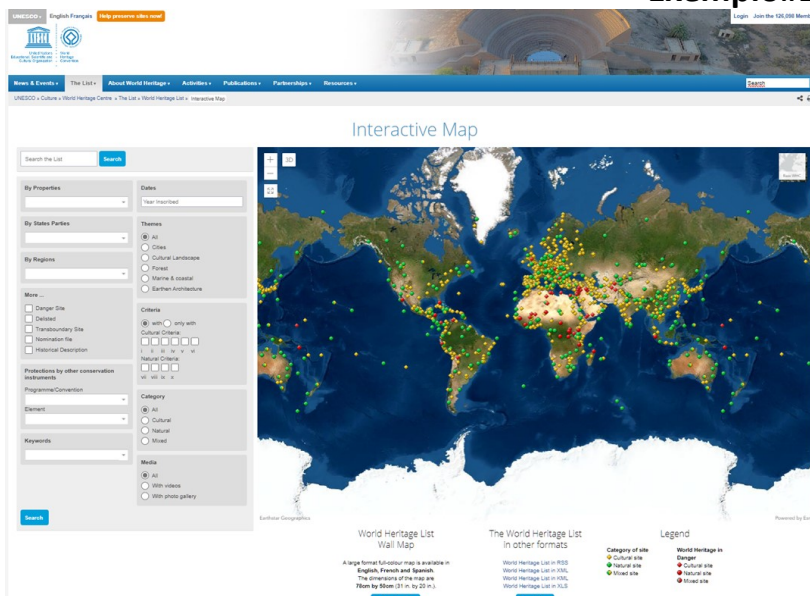 UNESCO English Français Help preserve sites now!
Login Join the 126,098 Memb
News & Events The List About World Heritage Activities Publications Partnerships Resources Search
UNESCO » Culture » World Heritage Centre » The List » World Heritage List » Interactive Map
Interactive Map
Search the List Search
By Properties
By States Parties
By Regions
More ...
Danger Site
Delisted
Transboundary Site
Nomination file
Historical Description
Protections by other conservation
instruments
Programme/Convention
Element
Keywords
Search
Dates
Year Inscribed
Themes
All
Cities
Cultural Landscape
Forest
Marine & coastal
Earthen Architecture
Criteria
with only with
Cultural Criteria:
i ii iii iv v vi
Natural Criteria:
vii viii ix x
Category
All
Cultural
Natural
Mixed
Media
All
With videos
With photo gallery
3D
Earthstar Geographics
Powered by Es
World Heritage List
Wall Map
A large format full-colour map is available in
English, French and Spanish.
The dimensions of the map are
78cm by 50cm (31 in. by 20 in.).
The World Heritage List
in other formats
World Heritage List in RSS
World Heritage List in XML
World Heritage List in KML
World Heritage List in XLS
Legend
Category of site
Cultural site
Natural site
Mixed site
World Heritage in
Danger
Cultural site
Natural site
Mixed site